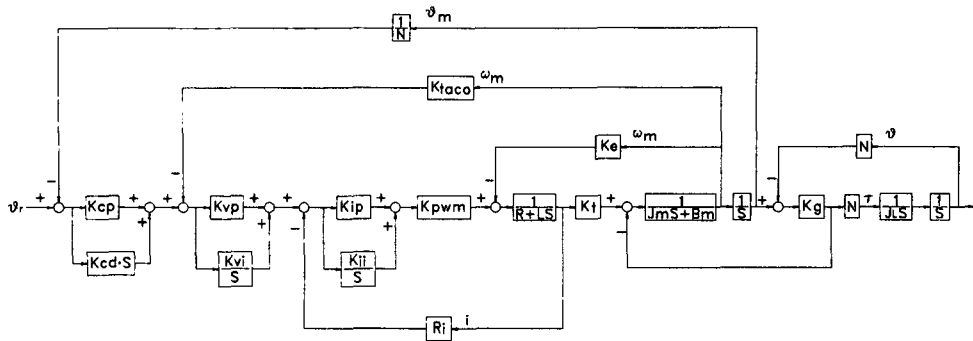 ϑm
1
N
ωm
Ktaco
ωm
Ke
ϑ
N
ϑr
+
−
Kcp
+
+
−
Kvp
+
+
+
−
Kip
+
+
Kpwm
+
−
1
R+LS
Kt
+
−
1
JmS+Bm
1
S
+
−
Kg
N
τ
1
JLS
1
S
Kcd·S
Kvi
S
Kii
S
Ri
i